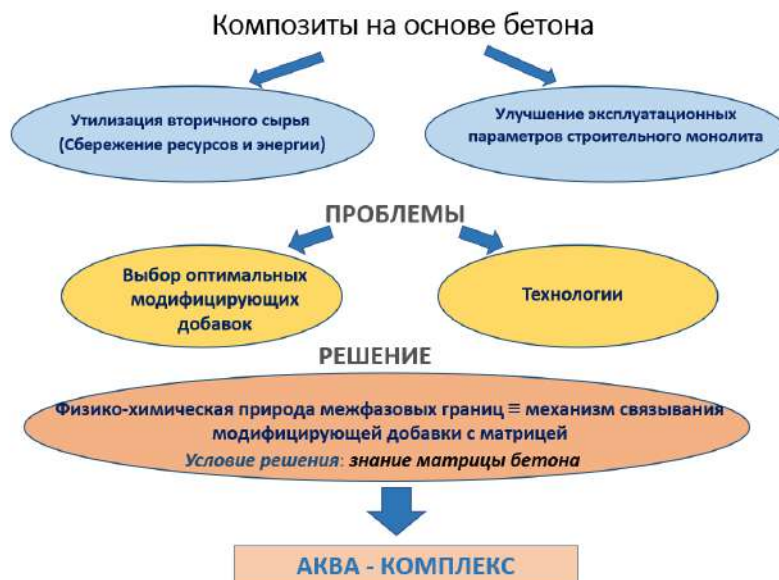 Композиты на основе бетона
Утилизация вторичного сырья
(Сбережение ресурсов и энергии)
Улучшение эксплуатационных
параметров строительного монолита
ПРОБЛЕМЫ
Выбор оптимальных
модифицирующих
добавок
Технологии
РЕШЕНИЕ
Физико-химическая природа межфазовых границ ≡ механизм связывания
модифицирующей добавки с матрицей
Условие решения: знание матрицы бетона
АКВА - КОМПЛЕКС